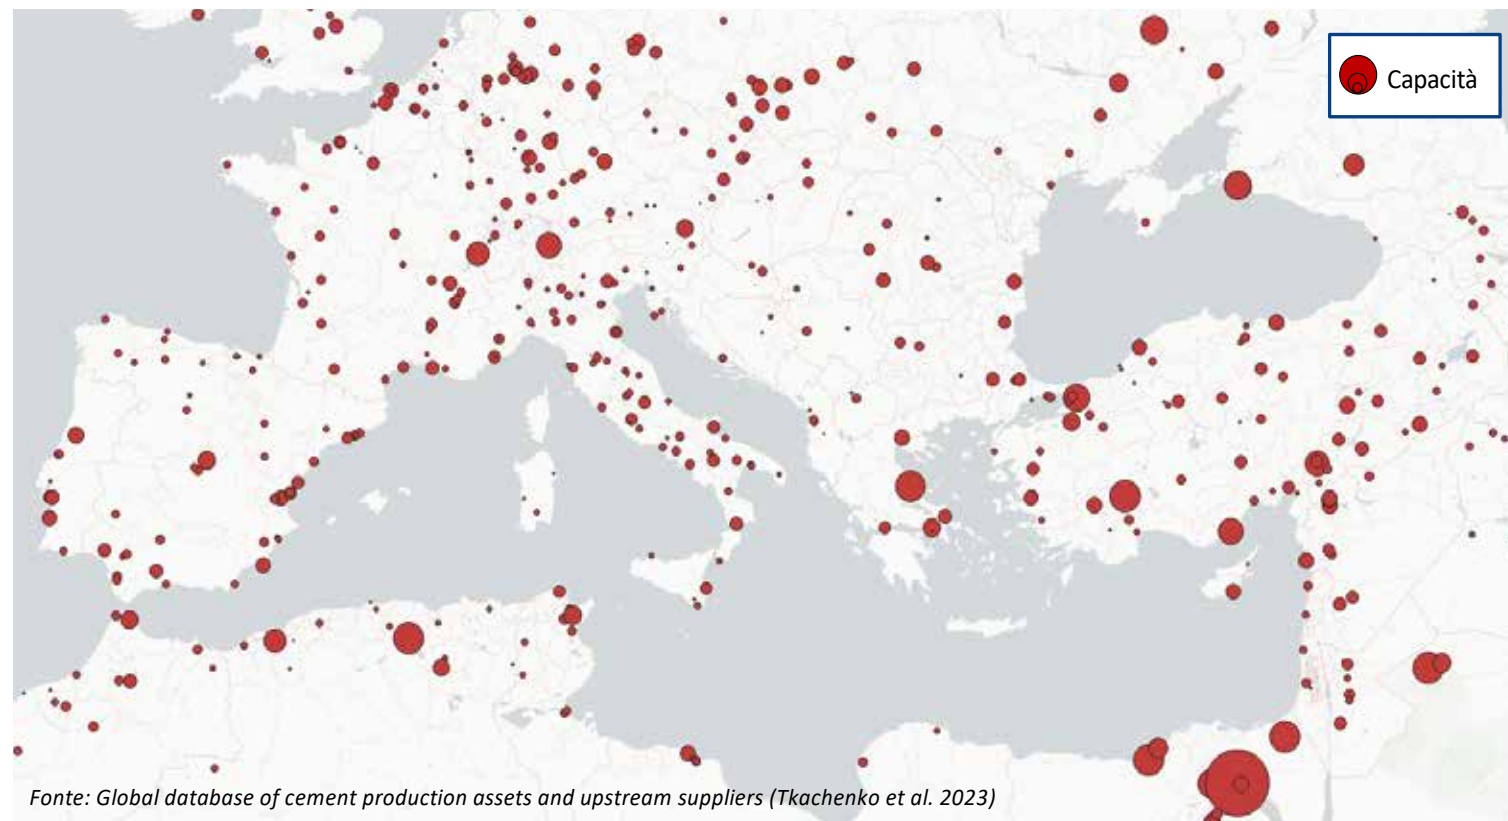 Capacità
Fonte: Global database of cement production assets and upstream suppliers (Tkachenko et al. 2023)